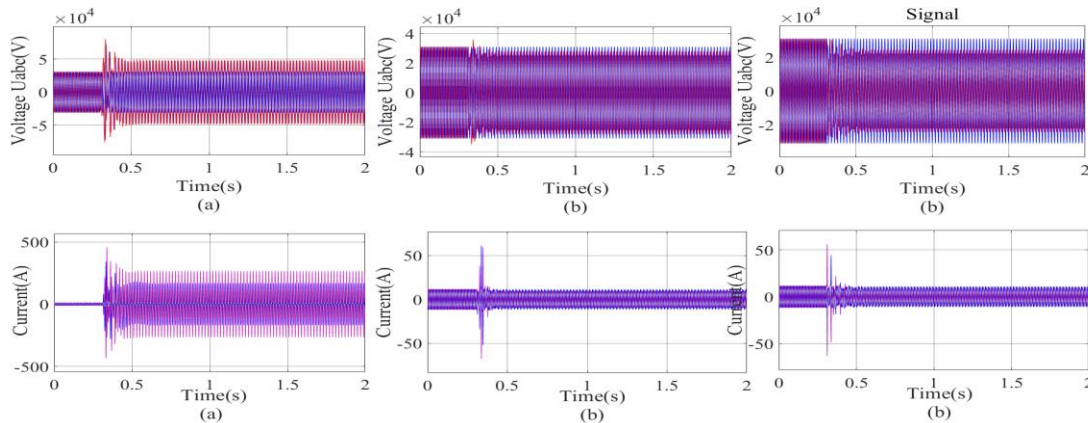 ×10⁴
Voltage Uabc(V)
5
0
-5
0 0.5 1 1.5 2
Time(s)
(a)
×10⁴
Voltage Uabc(V)
4
2
0
-2
-4
0 0.5 1 1.5 2
Time(s)
(b)
Signal
×10⁴
Voltage Uabc(V)
2
0
-2
0 0.5 1 1.5 2
Time(s)
(b)
Current(A)
500
0
-500
0 0.5 1 1.5 2
Time(s)
(a)
Current(A)
50
0
-50
0 0.5 1 1.5 2
Time(s)
(b)
Current(A)
50
0
-50
0 0.5 1 1.5 2
Time(s)
(b)